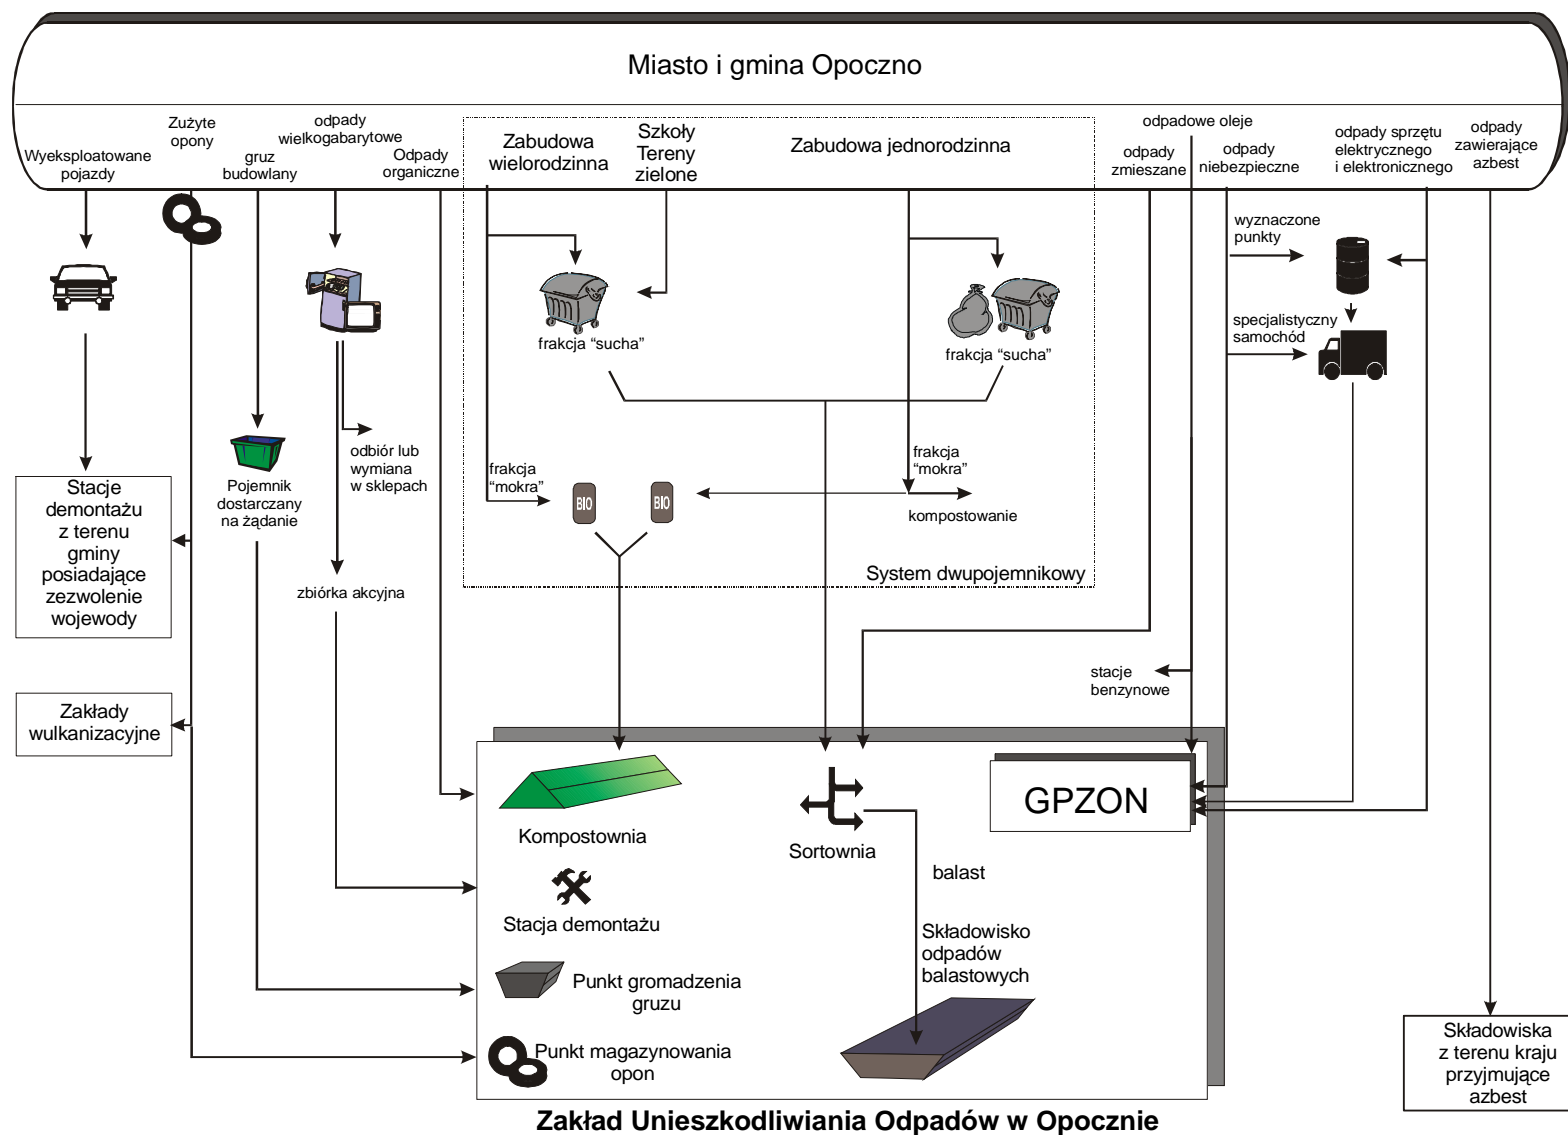 Miasto i gmina Opoczno
Wyeksploatowane
pojazdy
Zużyte
opony
gruz
budowlany
odpady
wielkogabarytowe
Odpady
organiczne
Zabudowa
wielorodzinna
Szkoły
Tereny
zielone
Zabudowa jednorodzinna
odpady
zmieszane
odpadowe oleje
odpady
niebezpieczne
odpady sprzętu
elektrycznego
i elektronicznego
odpady
zawierające
azbest
wyznaczone
punkty
specjalistyczny
samochód
frakcja “sucha”
frakcja “sucha”
odbiór lub
wymiana
w sklepach
Pojemnik
dostarczany
na żądanie
frakcja
“mokra”
BIO
BIO
frakcja
“mokra”
kompostowanie
System dwupojemnikowy
Stacje
demontażu
z terenu
gminy
posiadające
zezwolenie
wojewody
zbiórka akcyjna
stacje
benzynowe
Zakłady
wulkanizacyjne
Kompostownia
Sortownia
GPZON
balast
Stacja demontażu
Składowisko
odpadów
balastowych
Punkt gromadzenia
gruzu
Punkt magazynowania
opon
Składowiska
z terenu kraju
przyjmujące
azbest
Zakład Unieszkodliwiania Odpadów w Opocznie